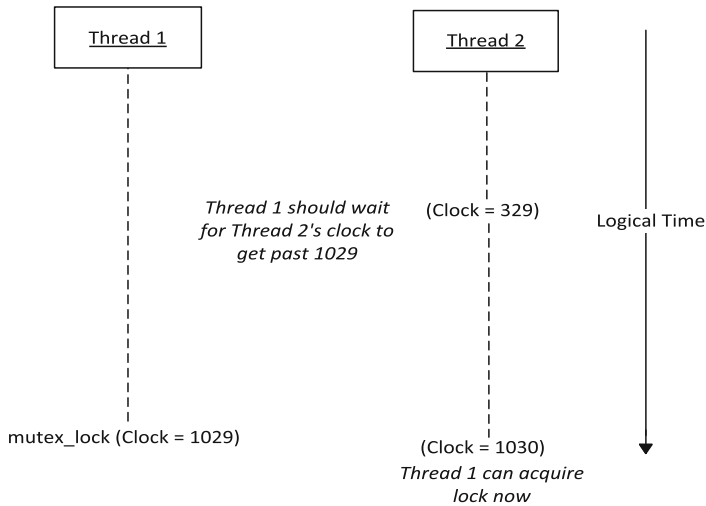 Thread 1
Thread 2
Thread 1 should wait
for Thread 2's clock to
get past 1029
(Clock = 329)
Logical Time
mutex_lock (Clock = 1029)
(Clock = 1030)
Thread 1 can acquire
lock now